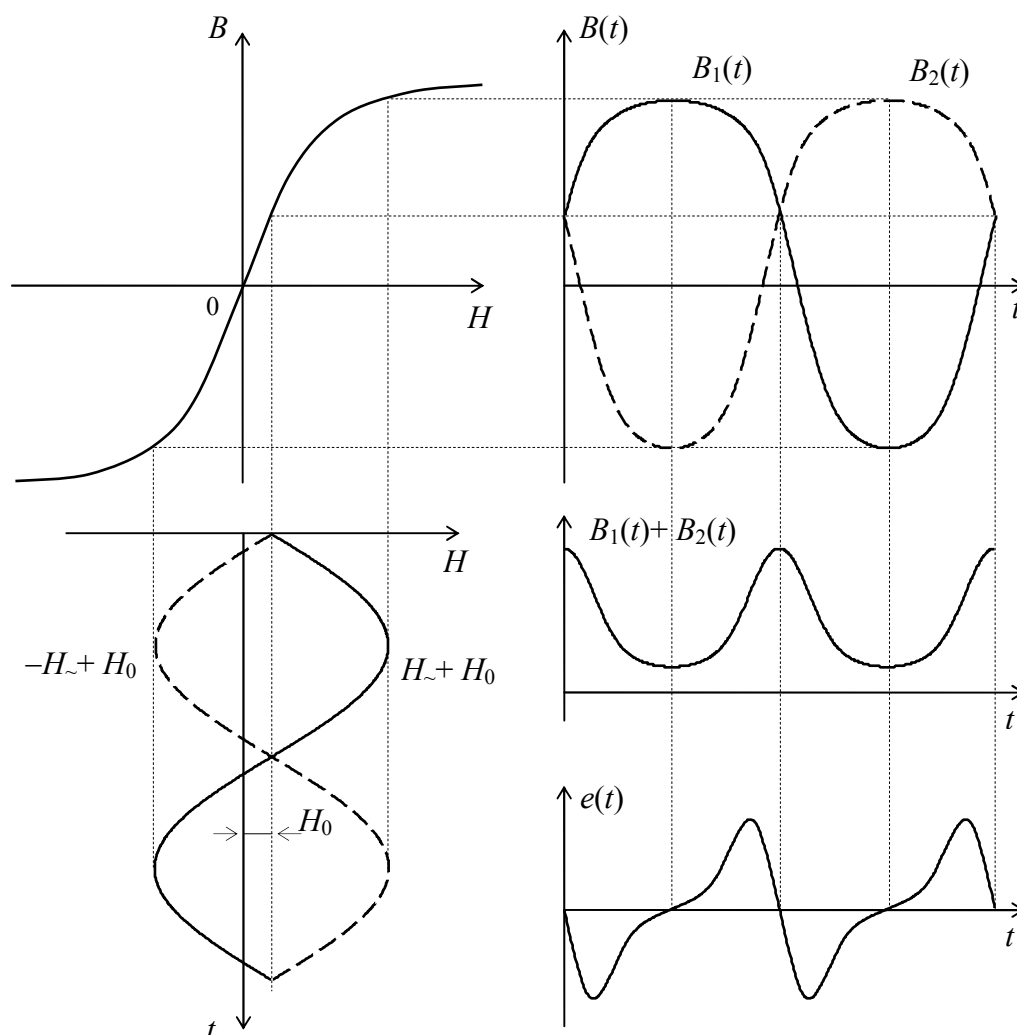 B
B(t)
B₁(t)
B₂(t)
0
H
t
H
B₁(t)+ B₂(t)
–H~+ H₀
H~+ H₀
t
e(t)
H₀
t
t